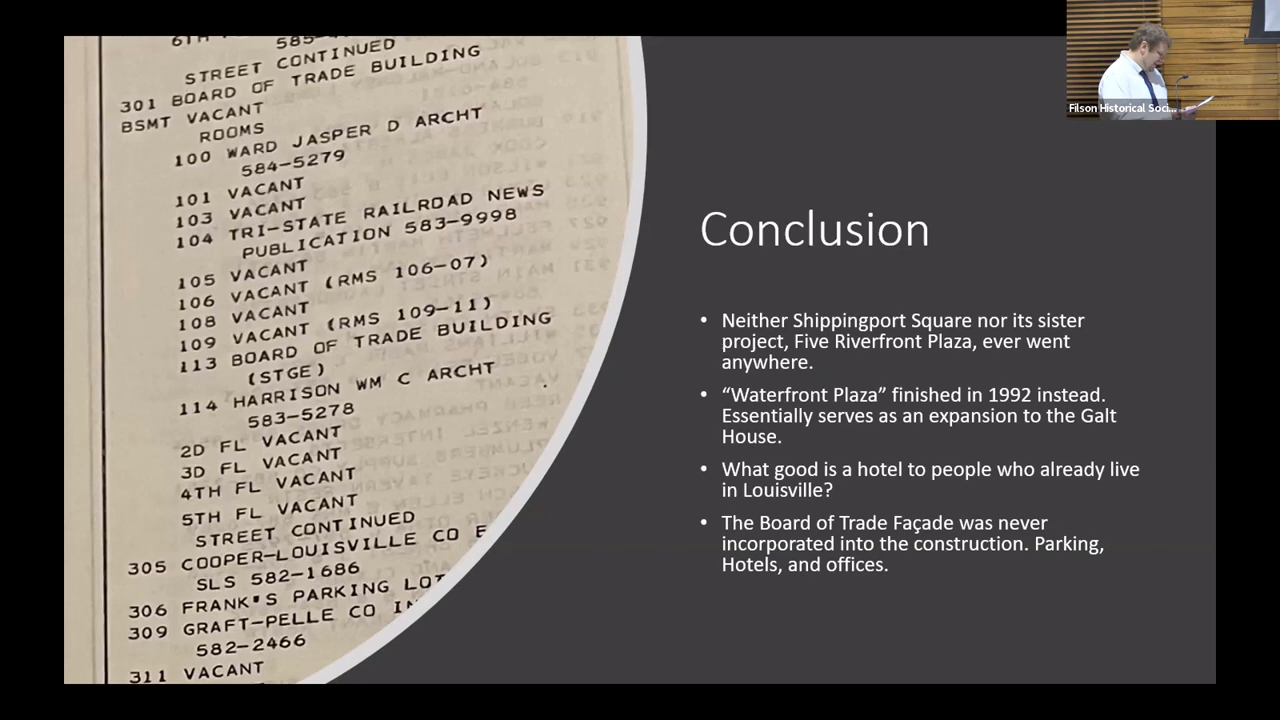 6TH
STREET CONTINUED
301 BOARD OF TRADE BUILDING
BSMT VACANT
ROOMS
100 WARD JASPER D ARCHT
584-5279
101 VACANT
103 VACANT
104 TRI-STATE RAILROAD NEWS
PUBLICATION 583-9998
105 VACANT
106 VACANT (RMS 106-07)
108 VACANT
109 VACANT (RMS 109-11)
113 BOARD OF TRADE BUILDING
(STGE)
114 HARRISON WM C ARCHT
583-5278
2D FL VACANT
3D FL VACANT
4TH FL VACANT
5TH FL VACANT
STREET CONTINUED
305 COOPER-LOUISVILLE CO E
SLS 582-1686
306 FRANK'S PARKING LOT
309 GRAFT-PELLE CO IN
582-2466
311 VACANT
Conclusion
• Neither Shippingport Square nor its sister
project, Five Riverfront Plaza, ever went
anywhere.
• “Waterfront Plaza” finished in 1992 instead.
Essentially serves as an expansion to the Galt
House.
• What good is a hotel to people who already live
in Louisville?
• The Board of Trade Façade was never
incorporated into the construction. Parking,
Hotels, and offices.
Filson Historical Soci...